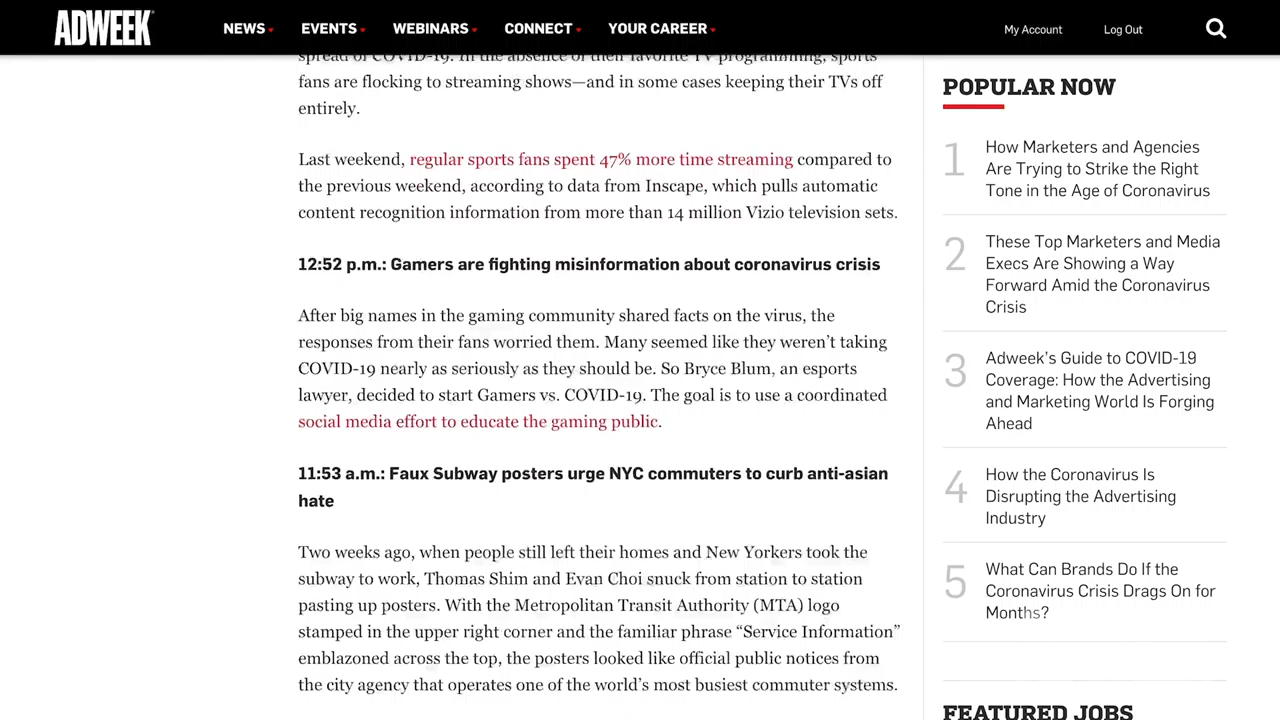 ADWEEK
NEWS
EVENTS
WEBINARS
CONNECT
YOUR CAREER
My Account
Log Out
spread of COVID-19. In the absence of their favorite TV programming, sports
fans are flocking to streaming shows—and in some cases keeping their TVs off
entirely.
Last weekend, regular sports fans spent 47% more time streaming compared to
the previous weekend, according to data from Inscape, which pulls automatic
content recognition information from more than 14 million Vizio television sets.
12:52 p.m.: Gamers are fighting misinformation about coronavirus crisis
After big names in the gaming community shared facts on the virus, the
responses from their fans worried them. Many seemed like they weren’t taking
COVID-19 nearly as seriously as they should be. So Bryce Blum, an esports
lawyer, decided to start Gamers vs. COVID-19. The goal is to use a coordinated
social media effort to educate the gaming public.
11:53 a.m.: Faux Subway posters urge NYC commuters to curb anti-asian
hate
Two weeks ago, when people still left their homes and New Yorkers took the
subway to work, Thomas Shim and Evan Choi snuck from station to station
pasting up posters. With the Metropolitan Transit Authority (MTA) logo
stamped in the upper right corner and the familiar phrase “Service Information”
emblazoned across the top, the posters looked like official public notices from
the city agency that operates one of the world’s most busiest commuter systems.
POPULAR NOW
1
How Marketers and Agencies
Are Trying to Strike the Right
Tone in the Age of Coronavirus
2
These Top Marketers and Media
Execs Are Showing a Way
Forward Amid the Coronavirus
Crisis
3
Adweek’s Guide to COVID-19
Coverage: How the Advertising
and Marketing World Is Forging
Ahead
4
How the Coronavirus Is
Disrupting the Advertising
Industry
5
What Can Brands Do If the
Coronavirus Crisis Drags On for
Months?
FEATURED JOBS